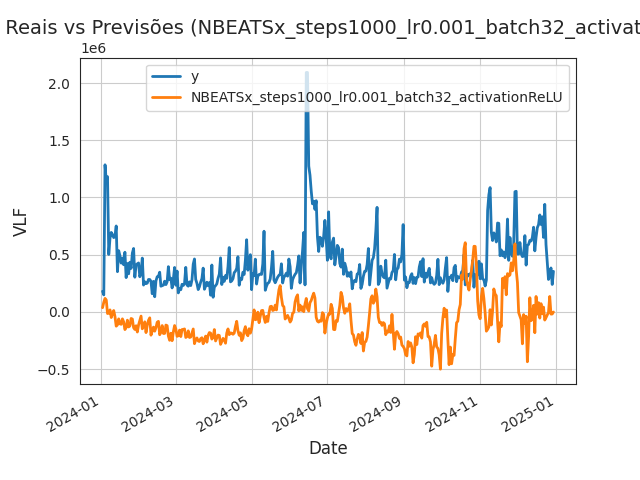 Reais vs Previsões (NBEATSx_steps1000_lr0.001_batch32_activat
1e6
y
NBEATSx_steps1000_lr0.001_batch32_activationReLU
2.0
1.5
1.0
0.5
0.0
−0.5
VLF
2024-01
2024-03
2024-05
2024-07
2024-09
2024-11
2025-01
Date